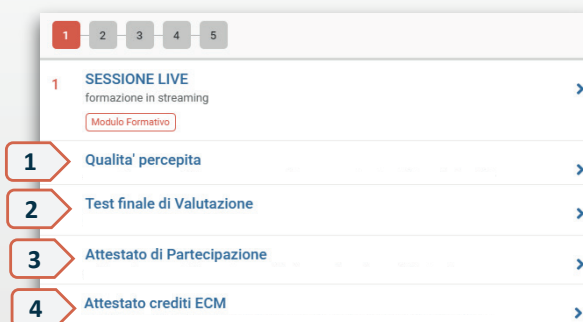 1 2 3 4 5
1 SESSIONE LIVE
formazione in streaming
Modulo Formativo
1 Qualita' percepita
2 Test finale di Valutazione
3 Attestato di Partecipazione
4 Attestato crediti ECM